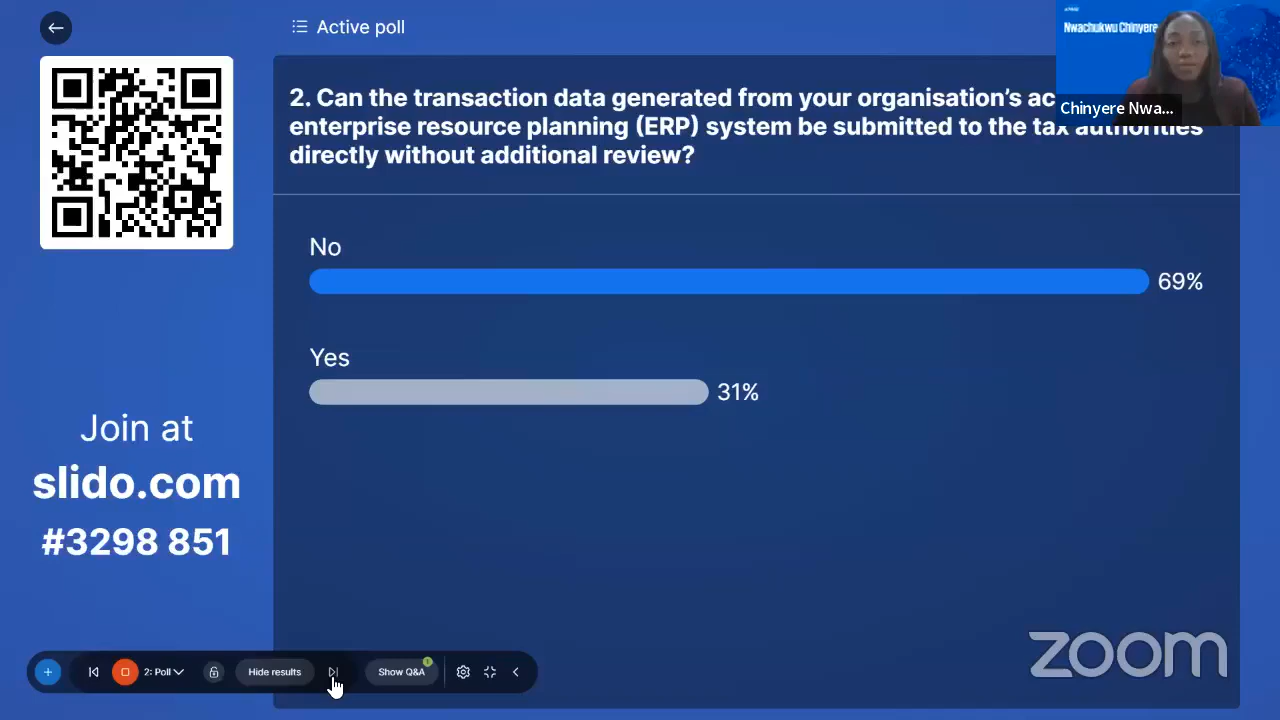 Active poll
Nwachukwu Chinyere
Chinyere Nwa...
2. Can the transaction data generated from your organisation's
enterprise resource planning (ERP) system be submitted to the tax authorities
directly without additional review?
No
69%
Yes
31%
Join at
slido.com
#3298 851
2: Poll
Hide results
Show Q&A
zoom